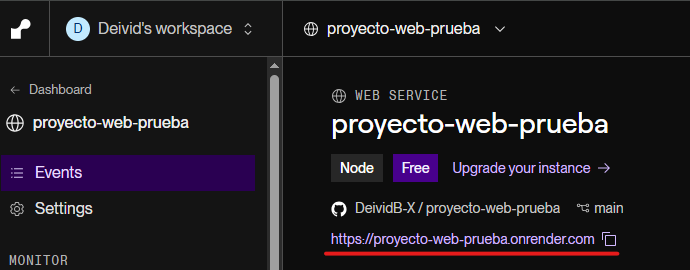 D Deivid's workspace
proyecto-web-prueba
Dashboard
proyecto-web-prueba
Events
Settings
MONITOR
WEB SERVICE
proyecto-web-prueba
Node Free Upgrade your instance →
DeividB-X / proyecto-web-prueba main
https://proyecto-web-prueba.onrender.com